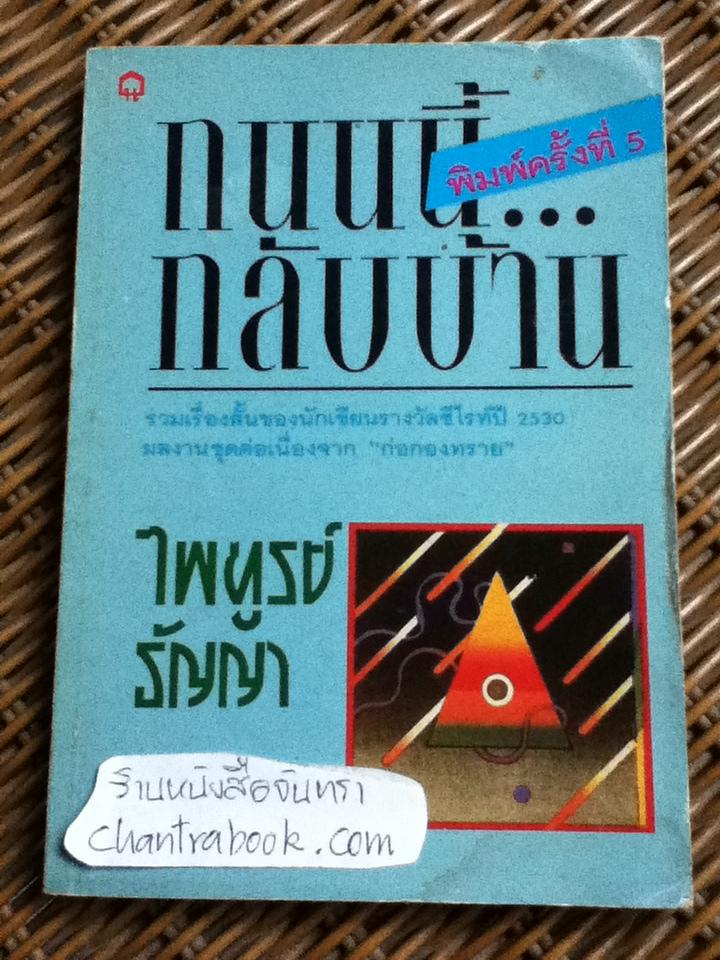 ถนนนี้...
พิมพ์ครั้งที่ 5
กลับบ้าน
รวมเรื่องสั้นของนักเขียนรางวัลซีไรท์ปี 2530
ผลงานชุดต่อเนื่องจาก "ก่อกองทราย"
ไพฑูรย์
ธัญญา
ร้านหนังสือจันทรา
chantrabook.com